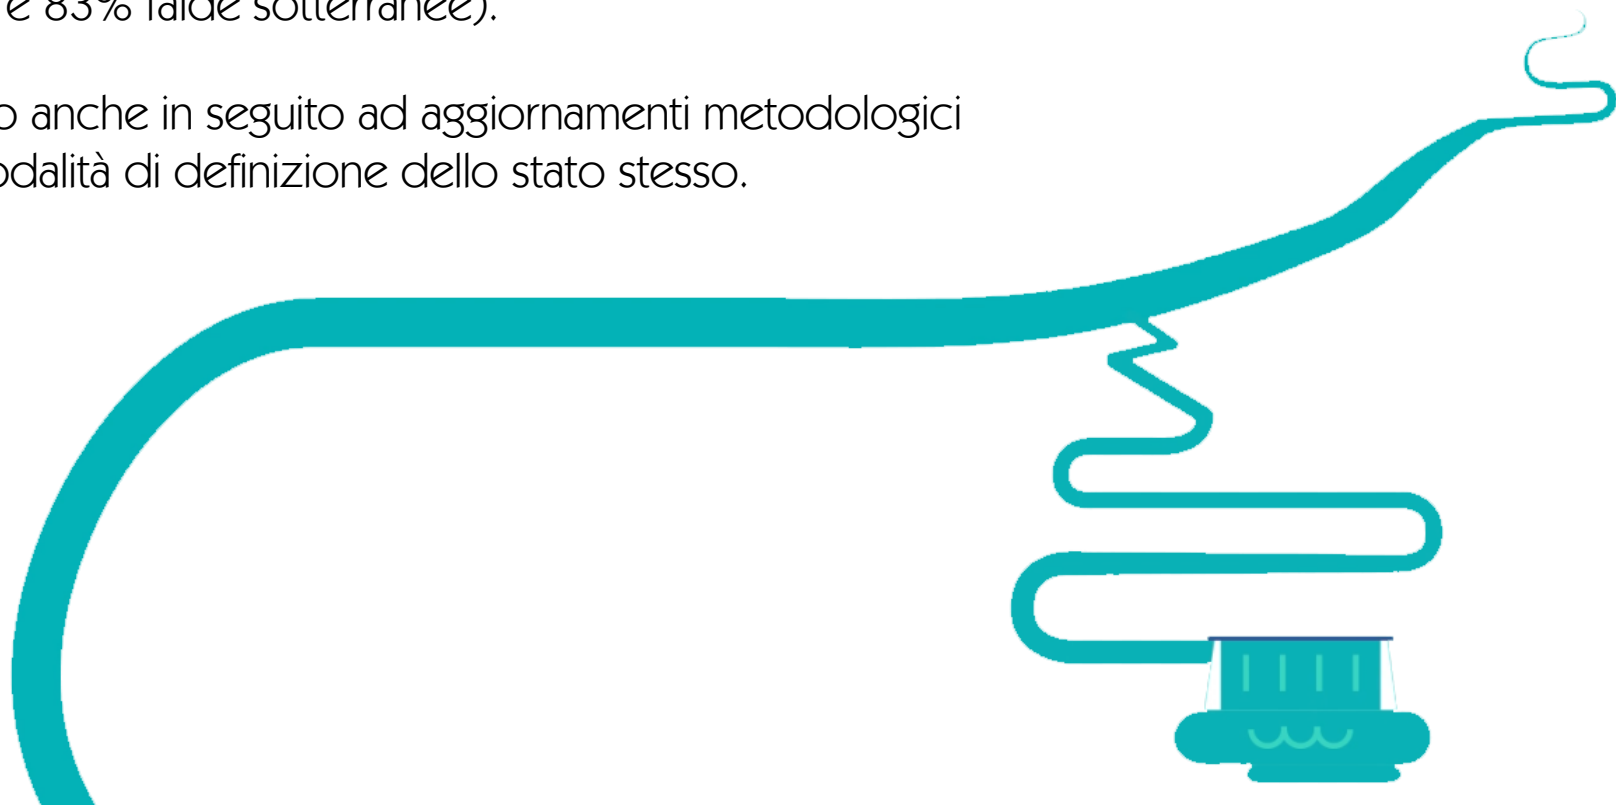 e 83% falde sotterranee).
o anche in seguito ad aggiornamenti metodologici
odalità di definizione dello stato stesso.